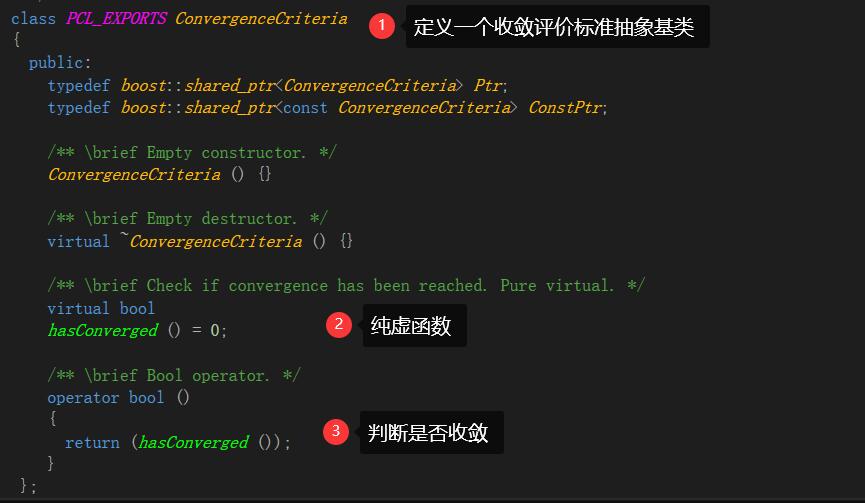 class PCL_EXPORTS ConvergenceCriteria
1 定义一个收敛评价标准抽象基类
{
public:
typedef boost::shared_ptr<ConvergenceCriteria> Ptr;
typedef boost::shared_ptr<const ConvergenceCriteria> ConstPtr;
/** \brief Empty constructor. */
ConvergenceCriteria () {}
/** \brief Empty destructor. */
virtual ~ConvergenceCriteria () {}
/** \brief Check if convergence has been reached. Pure virtual. */
virtual bool
2 纯虚函数
hasConverged () = 0;
/** \brief Bool operator. */
operator bool ()
{
3 判断是否收敛
return (hasConverged ());
}
};